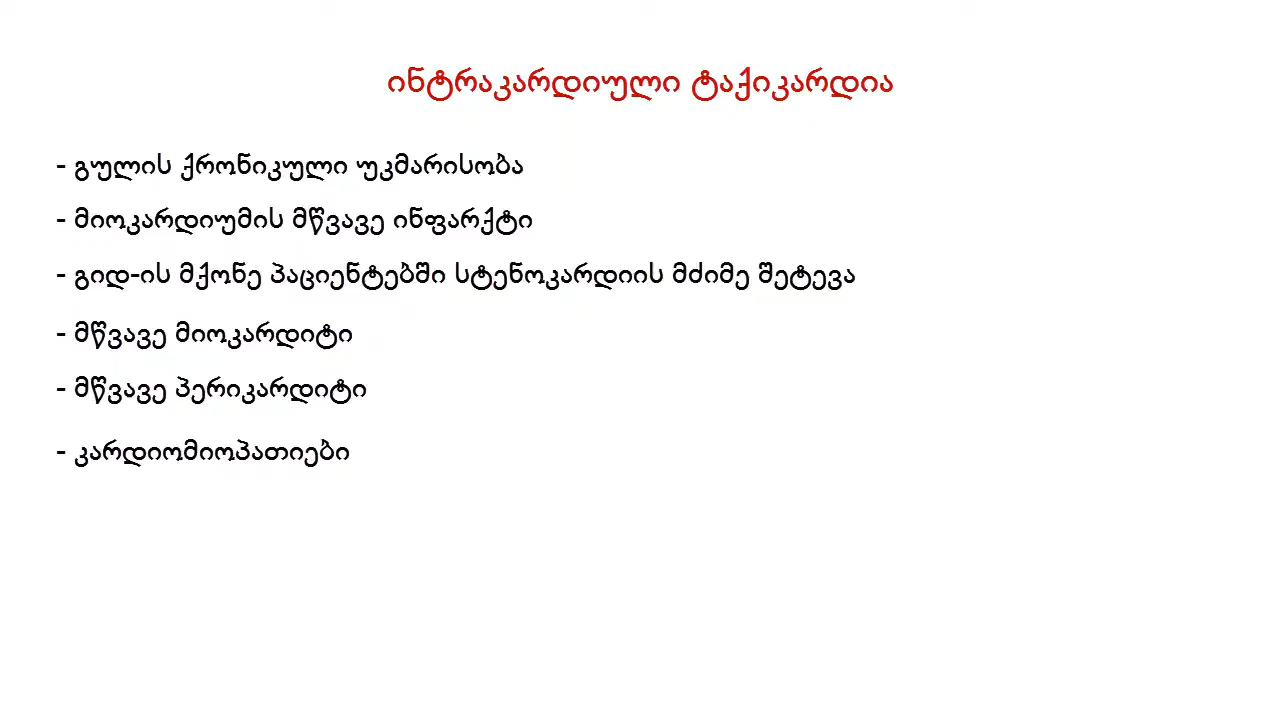 ინტრაკარდიული ტაქიკარდია
- გულის ქრონიკული უკმარისობა
- მიოკარდიუმის მწვავე ინფარქტი
- გიდ-ის მქონე პაციენტებში სტენოკარდიის მძიმე შეტევა
- მწვავე მიოკარდიტი
- მწვავე პერიკარდიტი
- კარდიომიოპათიები